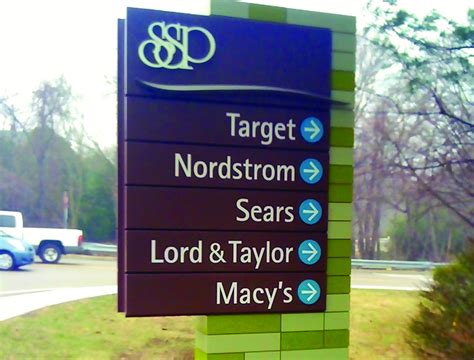 SSP
Target
Nordstrom
Sears
Lord & Taylor
Macy's